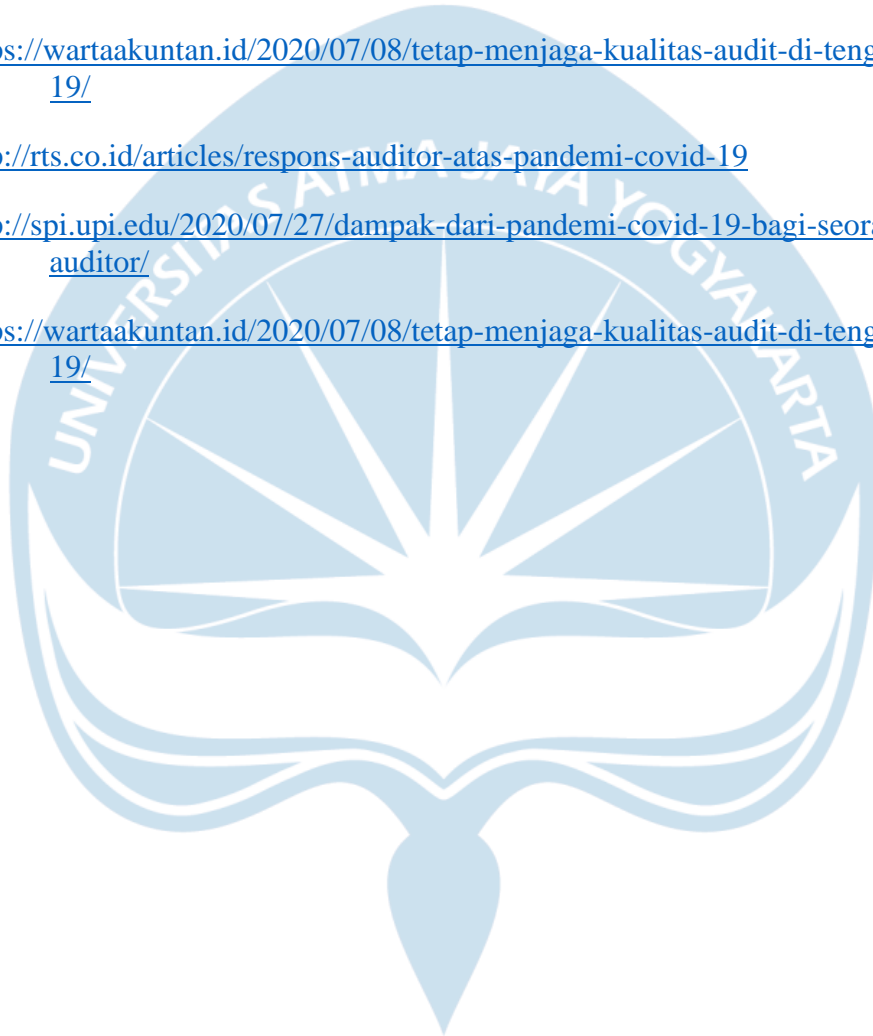 ps://wartaakuntan.id/2020/07/08/tetap-menjaga-kualitas-audit-di-teng
19/
p://rts.co.id/articles/respons-auditor-atas-pandemi-covid-19
p://spi.upi.edu/2020/07/27/dampak-dari-pandemi-covid-19-bagi-seora
auditor/
ps://wartaakuntan.id/2020/07/08/tetap-menjaga-kualitas-audit-di-teng
19/
UNIVERSITAS ATMA JAYA YOGYAKARTA